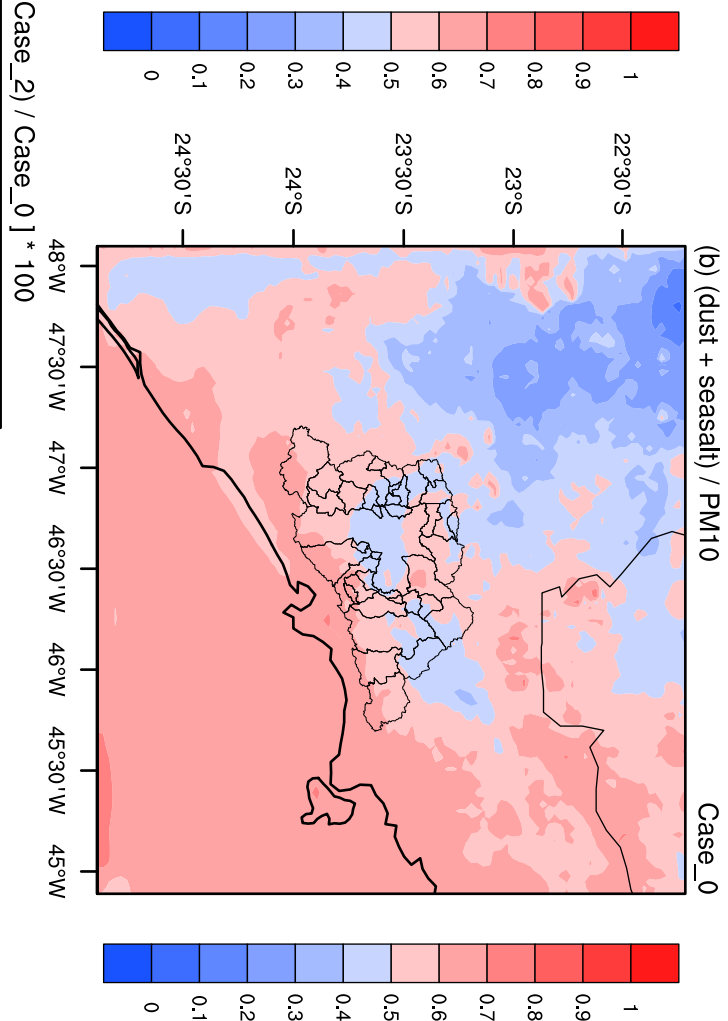 (b) (dust + seasalt) / PM10
Case_0
22°30'S
23°S
23°30'S
24°S
24°30'S
48°W
47°30'W
47°W
46°30'W
46°W
45°30'W
45°W
0
0.1
0.2
0.3
0.4
0.5
0.6
0.7
0.8
0.9
1
0
0.1
0.2
0.3
0.4
0.5
0.6
0.7
0.8
0.9
1
Case_2) / Case_0 ] * 100